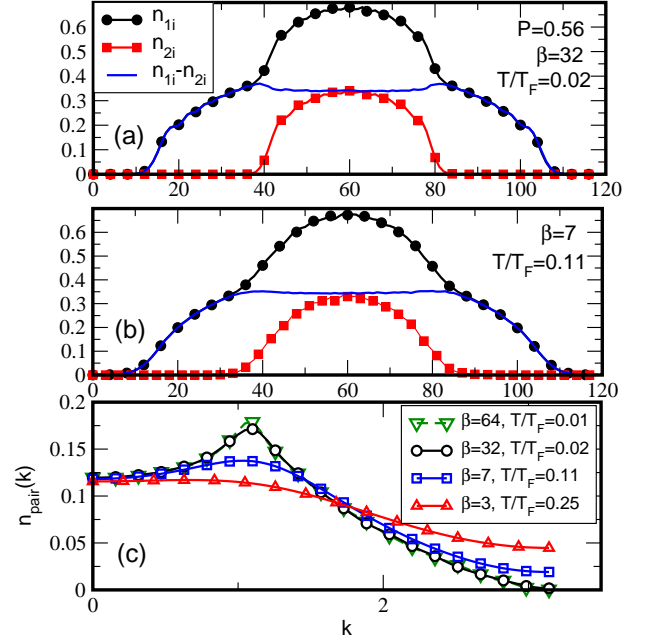 0.6
0.5
0.4
0.3
0.2
0.1
0
n1i
n2i
n1i-n2i
P=0.56
β=32
T/TF=0.02
(a)
0 20 40 60 80 100 120
0.6
0.5
0.4
0.3
0.2
0.1
0
β=7
T/TF=0.11
(b)
0 20 40 60 80 100 120
0.2
0.15
0.10
0.05
0
npair(k)
β=64, T/TF=0.01
β=32, T/TF=0.02
β=7, T/TF=0.11
β=3, T/TF=0.25
(c)
0 2
k